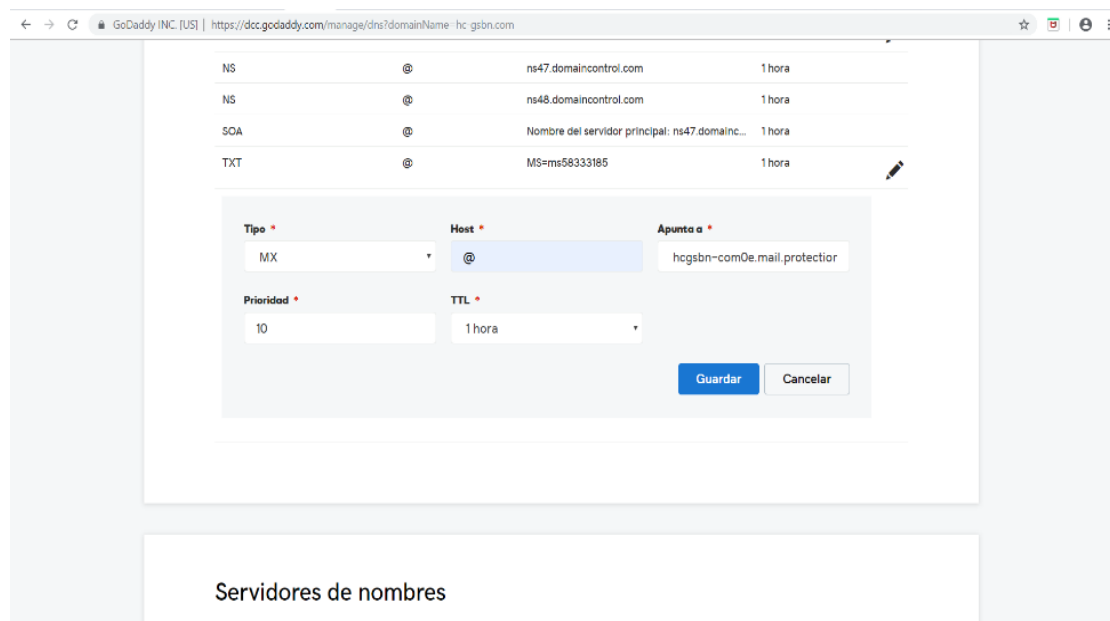 GoDaddy INC. [US] | https://dcc.godaddy.com/manage/dns?domainName=hc-gsbn.com
NS @ ns47.domaincontrol.com 1 hora
NS @ ns48.domaincontrol.com 1 hora
SOA @ Nombre del servidor principal: ns47.domainc... 1 hora
TXT @ MS=ms58333185 1 hora
Tipo * Host * Apunta a *
MX @ hcgsbn-com0e.mail.protection
Prioridad * TTL *
10 1 hora
Guardar Cancelar
Servidores de nombres